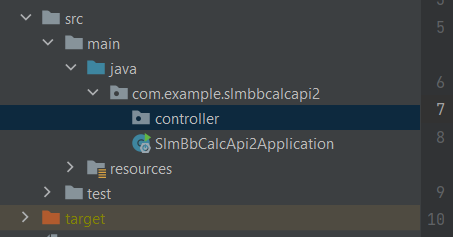 src
main
java
com.example.slmbbcalcapi2
controller
SlmBbCalcApi2Application
resources
test
target
5
6
7
8
9
10